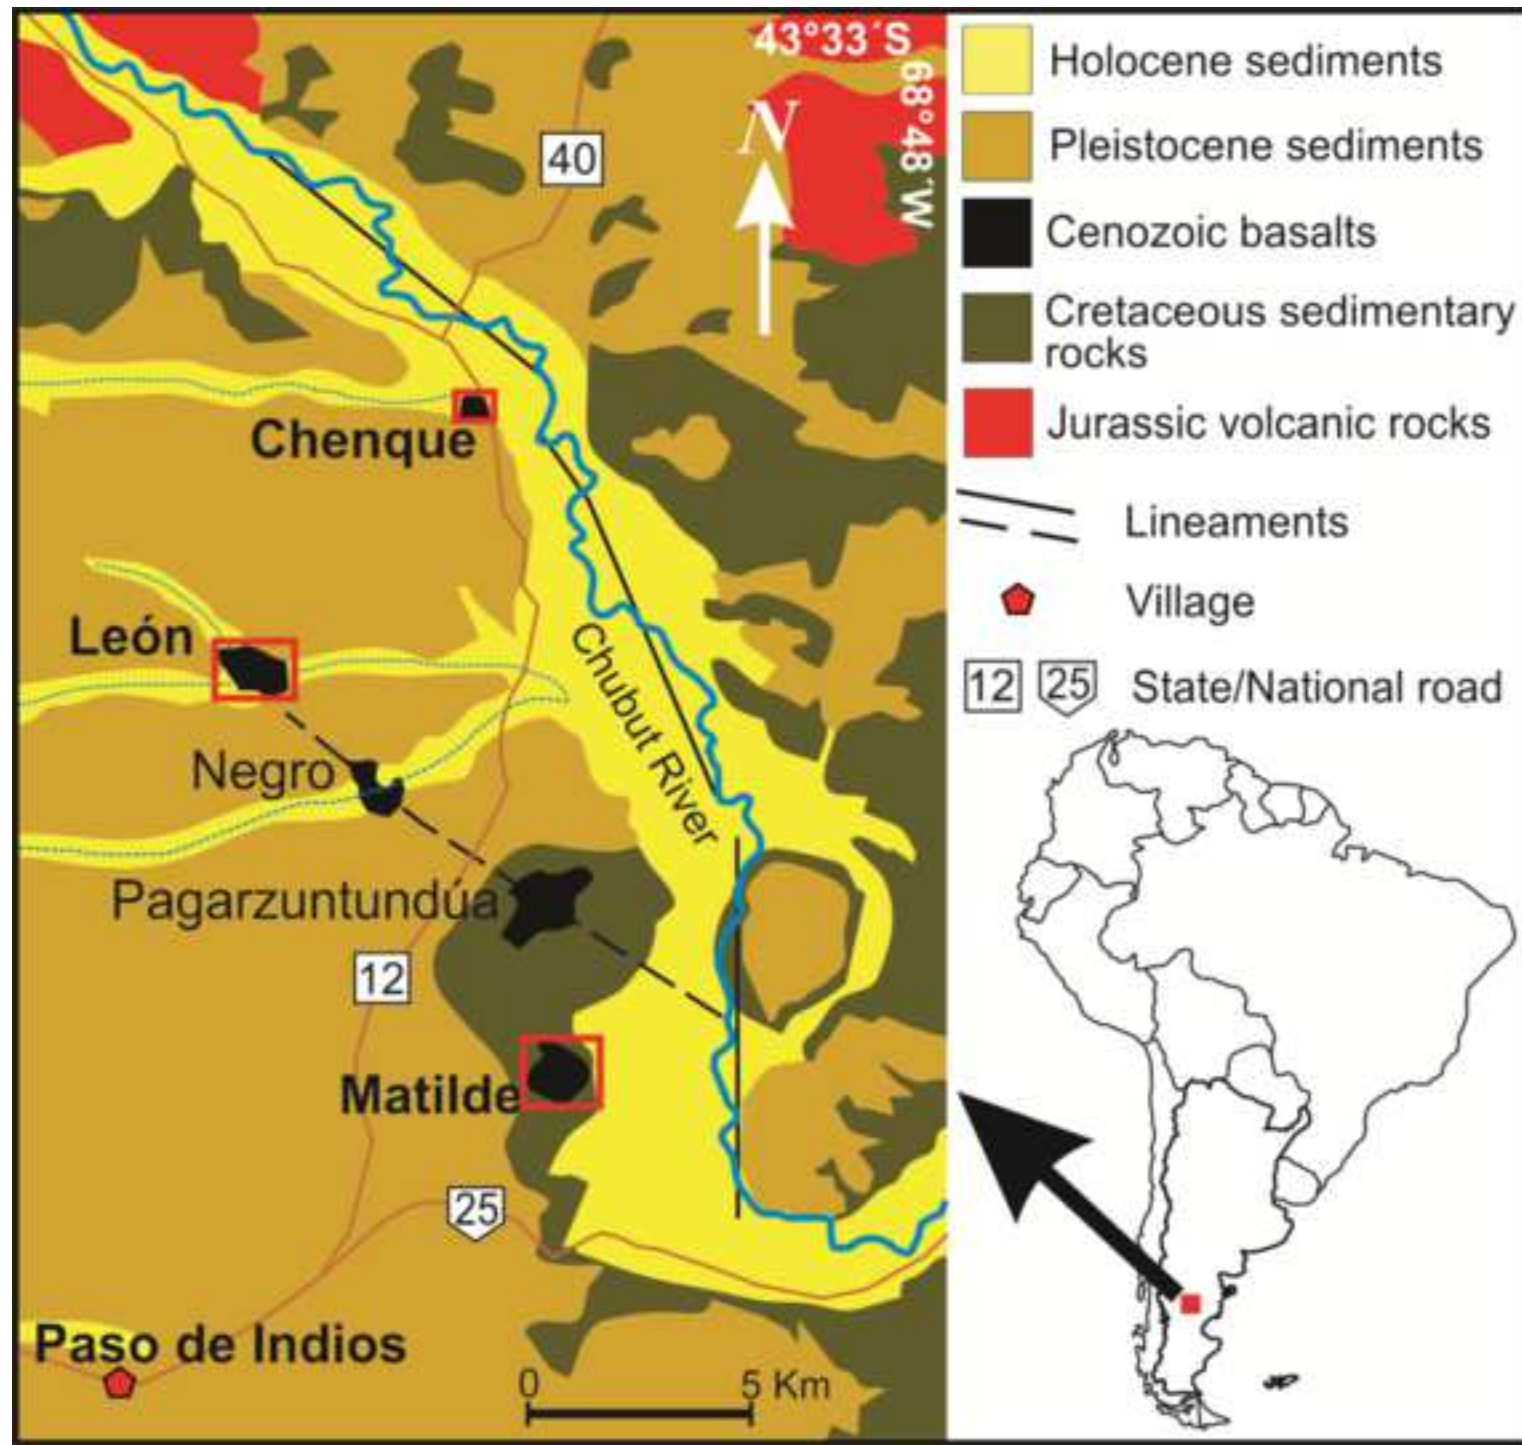 43°33´S
68°48´W
N
40
Chenque
León
Negro
Chubut River
Pagarzuntundúa
12
Matilde
25
Paso de Indios
0 5 Km
Holocene sediments
Pleistocene sediments
Cenozoic basalts
Cretaceous sedimentary
rocks
Jurassic volcanic rocks
Lineaments
Village
12 25 State/National road